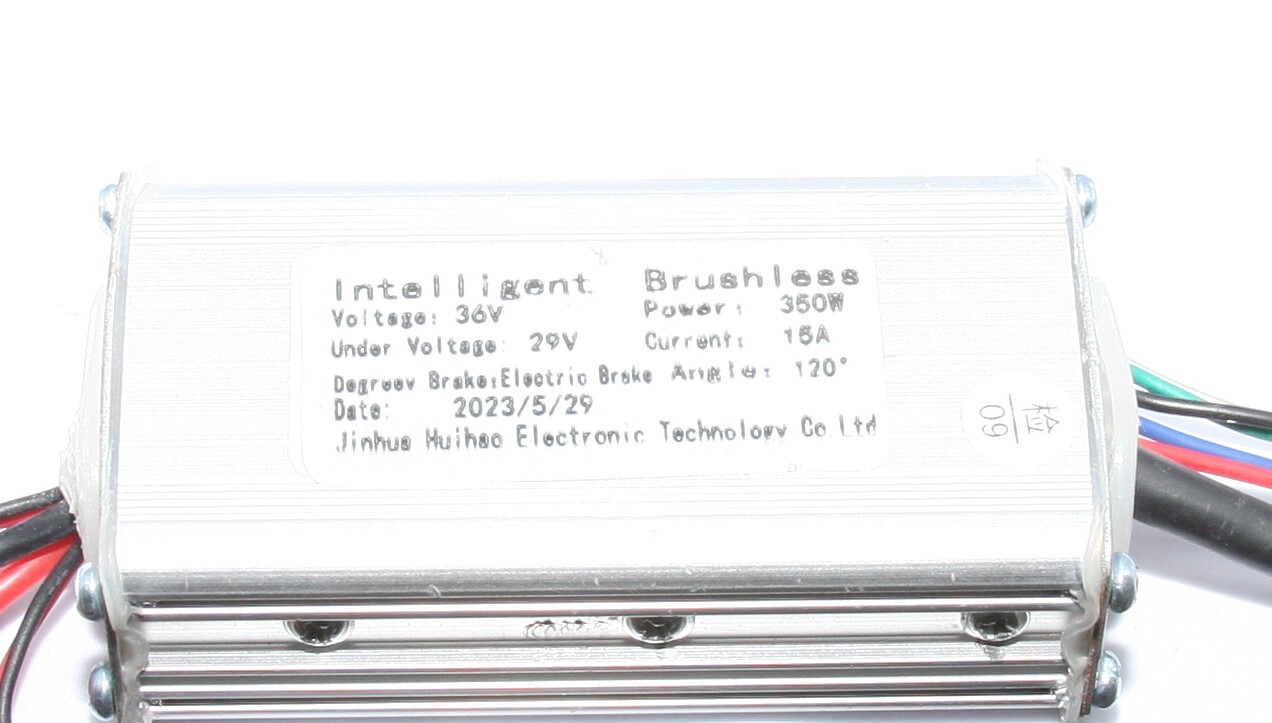 Intelligent Brushless
Voltage: 36V Power: 350W
Under Voltage: 29V Current: 15A
Degreev Brake:Electric Brake Angle: 120°
Date: 2023/5/29
Jinhua Huihao Electronic Technology Co Ltd
检
09